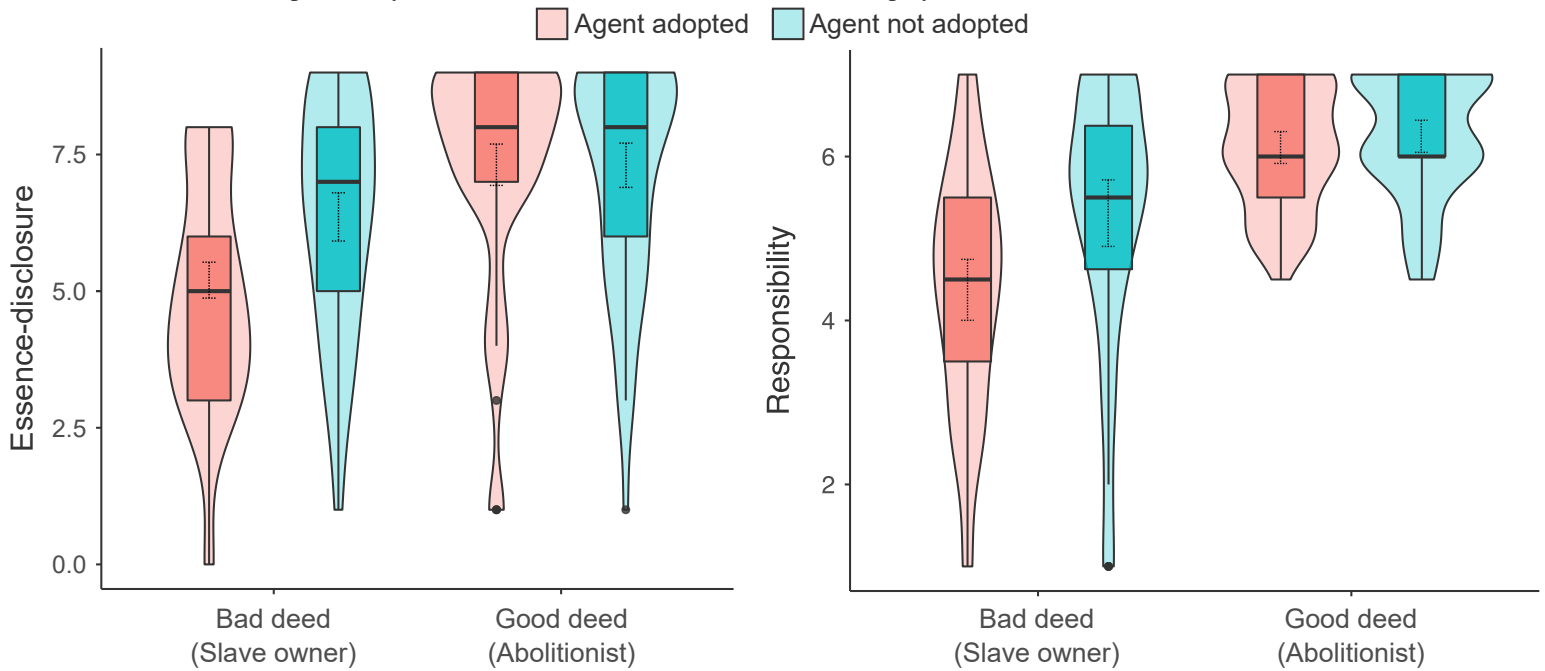 Agent adopted Agent not adopted
Essence-disclosure
7.5
5.0
2.5
0.0
Bad deed
(Slave owner)
Good deed
(Abolitionist)
Responsibility
6
4
2
Bad deed
(Slave owner)
Good deed
(Abolitionist)